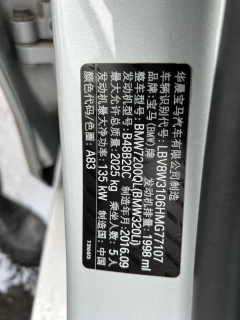 华晨宝马汽车有限公司制造
车辆识别代号: LBV8W3106HMG77107
品牌: 宝马(BMW)牌
整车型号: BMW7200QL(BMW320Li)
发动机型号: B48B20C 发动机排量: 1998 ml
最大允许总质量: 2025 kg 制造年月: 2016.09
发动机最大净功率: 135 kW 乘坐人数: 5人
颜色代码/色号: A83 制造国: 中国